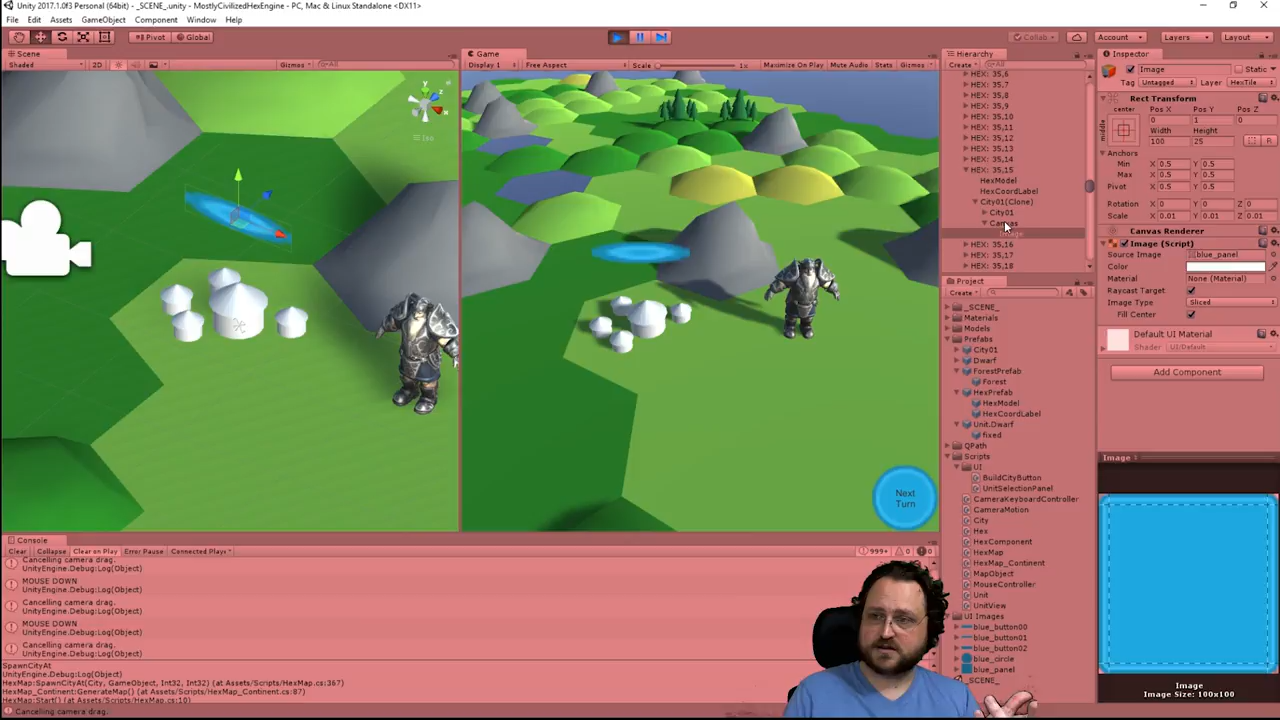 Unity 2017.1.0f3 Personal (64bit) - _SCENE_.unity - MostlyCivilizedHexEngine - PC, Mac & Linux Standalone <DX11>
File Edit Assets GameObject Component Window Help
Pivot Global Collab Account Layers Layout
Scene
Shaded 2D Gizmos All
Iso
Game
Display 1 Free Aspect Scale 1x Maximize On Play Mute Audio Stats Gizmos
Next
Turn
Hierarchy
Create All
HEX: 35,6
HEX: 35,7
HEX: 35,8
HEX: 35,9
HEX: 35,10
HEX: 35,11
HEX: 35,12
HEX: 35,13
HEX: 35,14
HEX: 35,15
HexModel
HexCoordLabel
City01(Clone)
City01
Canvas
Image
HEX: 35,16
HEX: 35,17
HEX: 35,18
Project
Create
_SCENE_
Materials
Models
Prefabs
City01
Dwarf
ForestPrefab
Forest
HexPrefab
HexModel
HexCoordLabel
Unit.Dwarf
fixed
QPath
Scripts
UI
BuildCityButton
UnitSelectionPanel
CameraKeyboardController
CameraMotion
City
Hex
HexComponent
HexMap
HexMap_Continent
MapObject
MouseController
Unit
UnitView
UI Images
blue_button00
blue_button01
blue_button02
blue_circle
blue_panel
_SCENE_
Inspector
Image Static
Tag Untagged Layer HexTile
Rect Transform
center Pos X Pos Y Pos Z
middle 0 1 0
Width Height
100 25 R
Anchors
Min X 0.5 Y 0.5
Max X 0.5 Y 0.5
Pivot X 0.5 Y 0.5
Rotation X 0 Y 0 Z 0
Scale X 0.01 Y 0.01 Z 0.01
Canvas Renderer
Image (Script)
Source Image blue_panel
Color
Material None (Material)
Raycast Target
Image Type Sliced
Fill Center
Default UI Material
Shader UI/Default
Add Component
Image
Image
Image Size: 100x100
Console
Clear Collapse Clear on Play Error Pause Connected Player 999+ 0 0
Cancelling camera drag.
UnityEngine.Debug:Log(Object)
MOUSE DOWN
UnityEngine.Debug:Log(Object)
Cancelling camera drag.
UnityEngine.Debug:Log(Object)
MOUSE DOWN
UnityEngine.Debug:Log(Object)
Cancelling camera drag.
UnityEngine.Debug:Log(Object)
SpawnCityAt
UnityEngine.Debug:Log(Object)
HexMap:SpawnCityAt(City, GameObject, Int32, Int32) (at Assets/Scripts/HexMap.cs:367)
HexMap_Continent:GenerateMap() (at Assets/Scripts/HexMap_Continent.cs:87)
HexMap:Start() (at Assets/Scripts/HexMap.cs:10)
Cancelling camera drag.